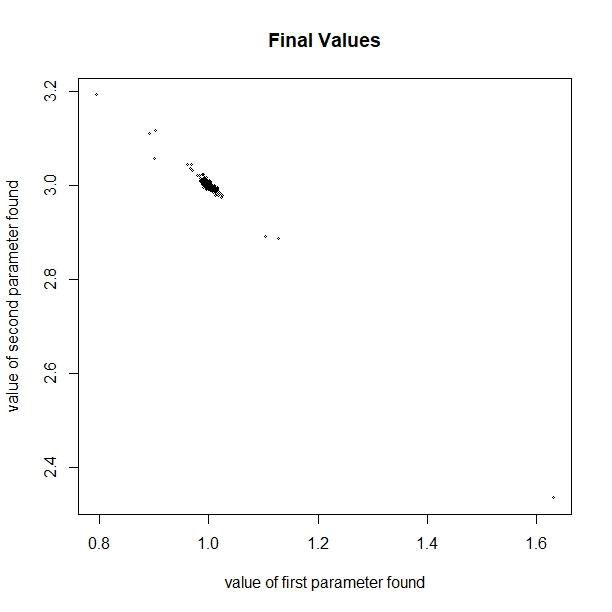 Final Values
3.2
3.0
2.8
2.6
2.4
value of second parameter found
0.8 1.0 1.2 1.4 1.6
value of first parameter found